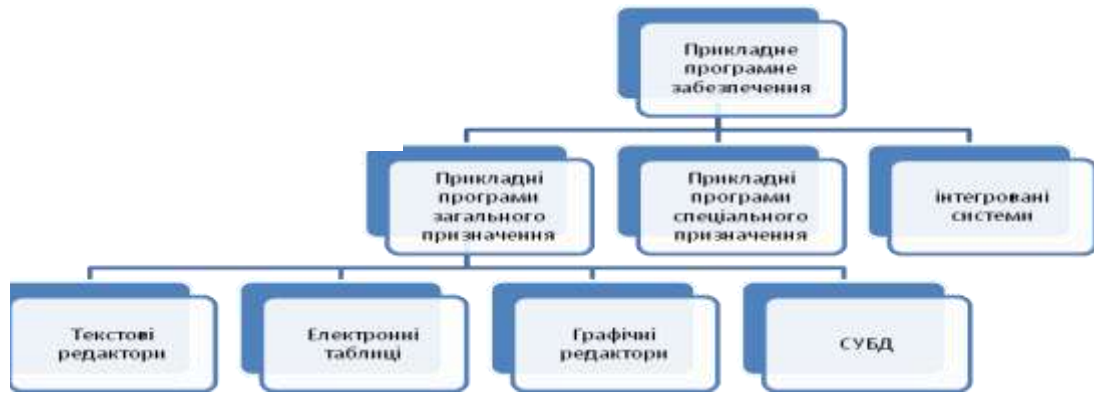 Прикладне
програмне
забезпечення
Прикладні
програми
загального
призначення
Прикладні
програми
спеціального
призначення
інтегровані
системи
Текстові
редактори
Електронні
таблиці
Графічні
редактори
СУБД